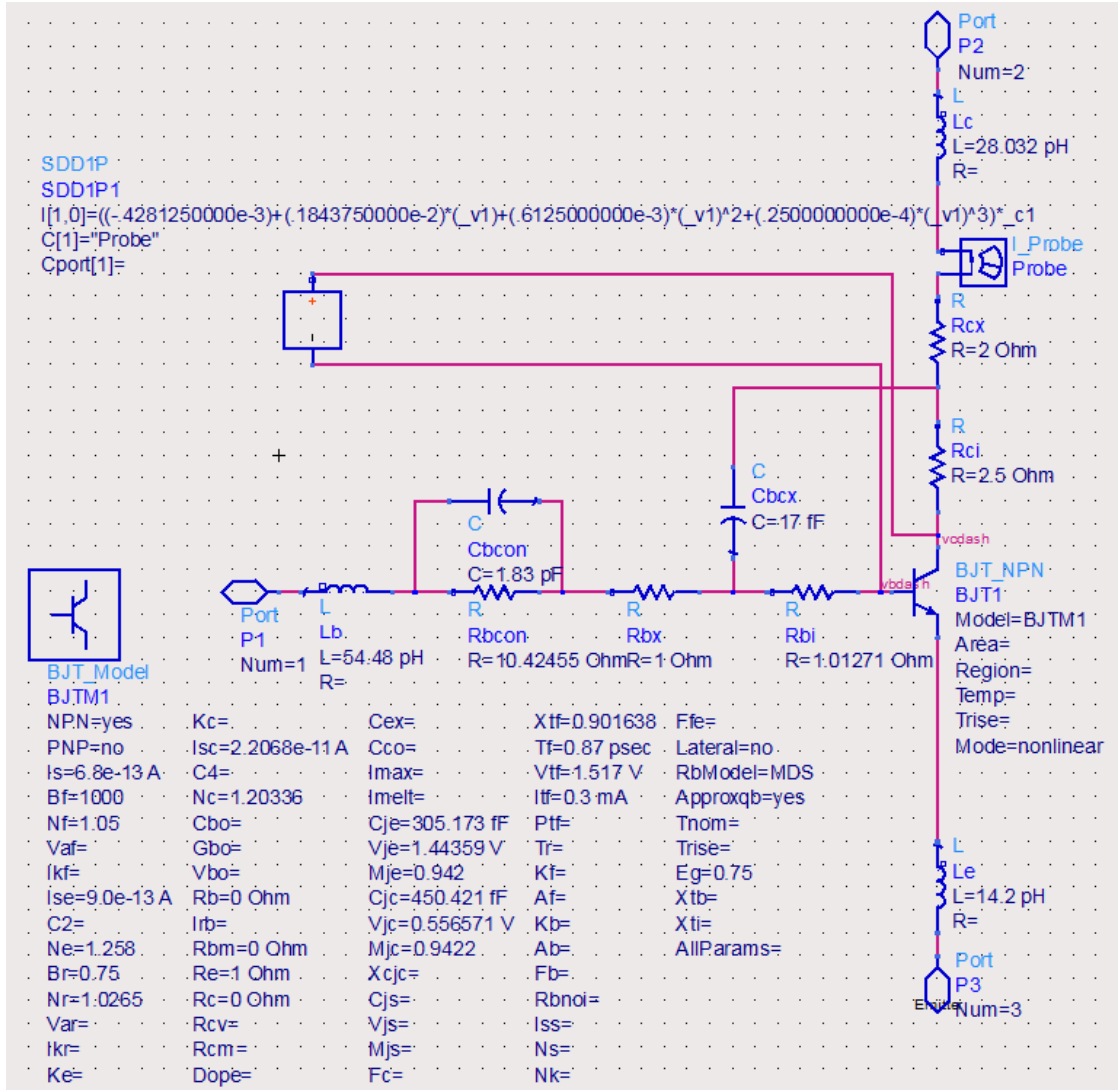 Port
P2
Num=2
L
Lc
L=28.032 pH
R=
SDD1P
SDD1P1
I[1,0]=((-.4281250000e-3)+(.1843750000e-2)*(_v1)+(.6125000000e-3)*(_v1)^2+(.2500000000e-4)*(_v1)^3)*_c1
C[1]="Probe"
Cport[1]=
I_Probe
Probe
R
Rcx
R=2 Ohm
R
Rci
R=2.5 Ohm
C
Cbcx
C=17 fF
C
Cbcon
C=1.83 pF
vcdash
vbdash
BJT_NPN
BJT1
Model=BJTM1
Area=
Region=
Temp=
Trise=
Mode=nonlinear
Port
P1
Num=1
L
Lb
L=54.48 pH
R=
R
Rbcon
R=10.42455 Ohm
R
Rbx
R=1 Ohm
R
Rbi
R=1.01271 Ohm
BJT_Model
BJTM1
NPN=yes
PNP=no
Is=6.8e-13 A
Bf=1000
Nf=1.05
Vaf=
Ikf=
Ise=9.0e-13 A
C2=
Ne=1.258
Br=0.75
Nr=1.0265
Var=
Ikr=
Ke=
Kc=
Isc=2.2068e-11 A
C4=
Nc=1.20336
Cbo=
Gbo=
Vbo=
Rb=0 Ohm
Irb=
Rbm=0 Ohm
Re=1 Ohm
Rc=0 Ohm
Rcv=
Rcm=
Dope=
Cex=
Cco=
Imax=
Imelt=
Cje=305.173 fF
Vje=1.44359 V
Mje=0.942
Cjc=450.421 fF
Vjc=0.556571 V
Mjc=0.9422
Xcjc=
Cjs=
Vjs=
Mjs=
Fc=
Xtf=0.901638
Tf=0.87 psec
Vtf=1.517 V
Itf=0.3 mA
Ptf=
Tr=
Kf=
Af=
Kb=
Ab=
Fb=
Rbnoi=
Iss=
Ns=
Nk=
Ffe=
Lateral=no
RbModel=MDS
Approxqb=yes
Tnom=
Trise=
Eg=0.75
Xtb=
Xti=
AllParams=
L
Le
L=14.2 pH
R=
Port
P3
Emitter
Num=3